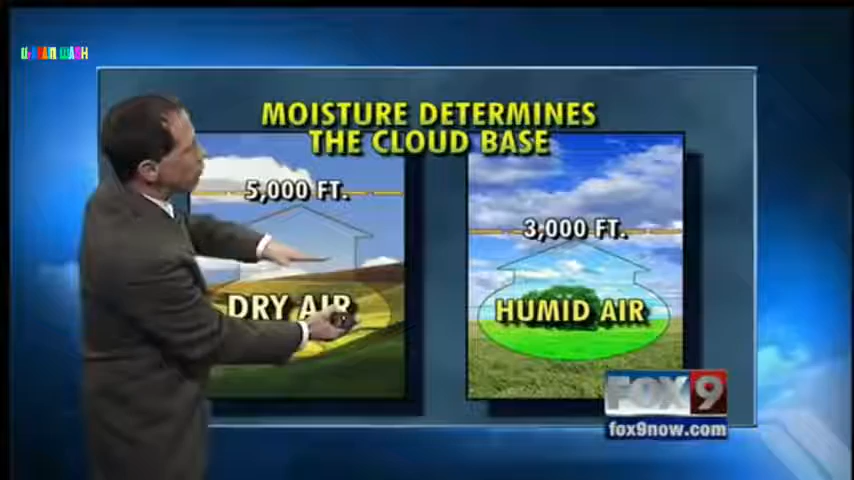 MOISTURE DETERMINES
THE CLOUD BASE
5,000 FT.
3,000 FT.
DRY AIR
HUMID AIR
FOX 9
fox9now.com